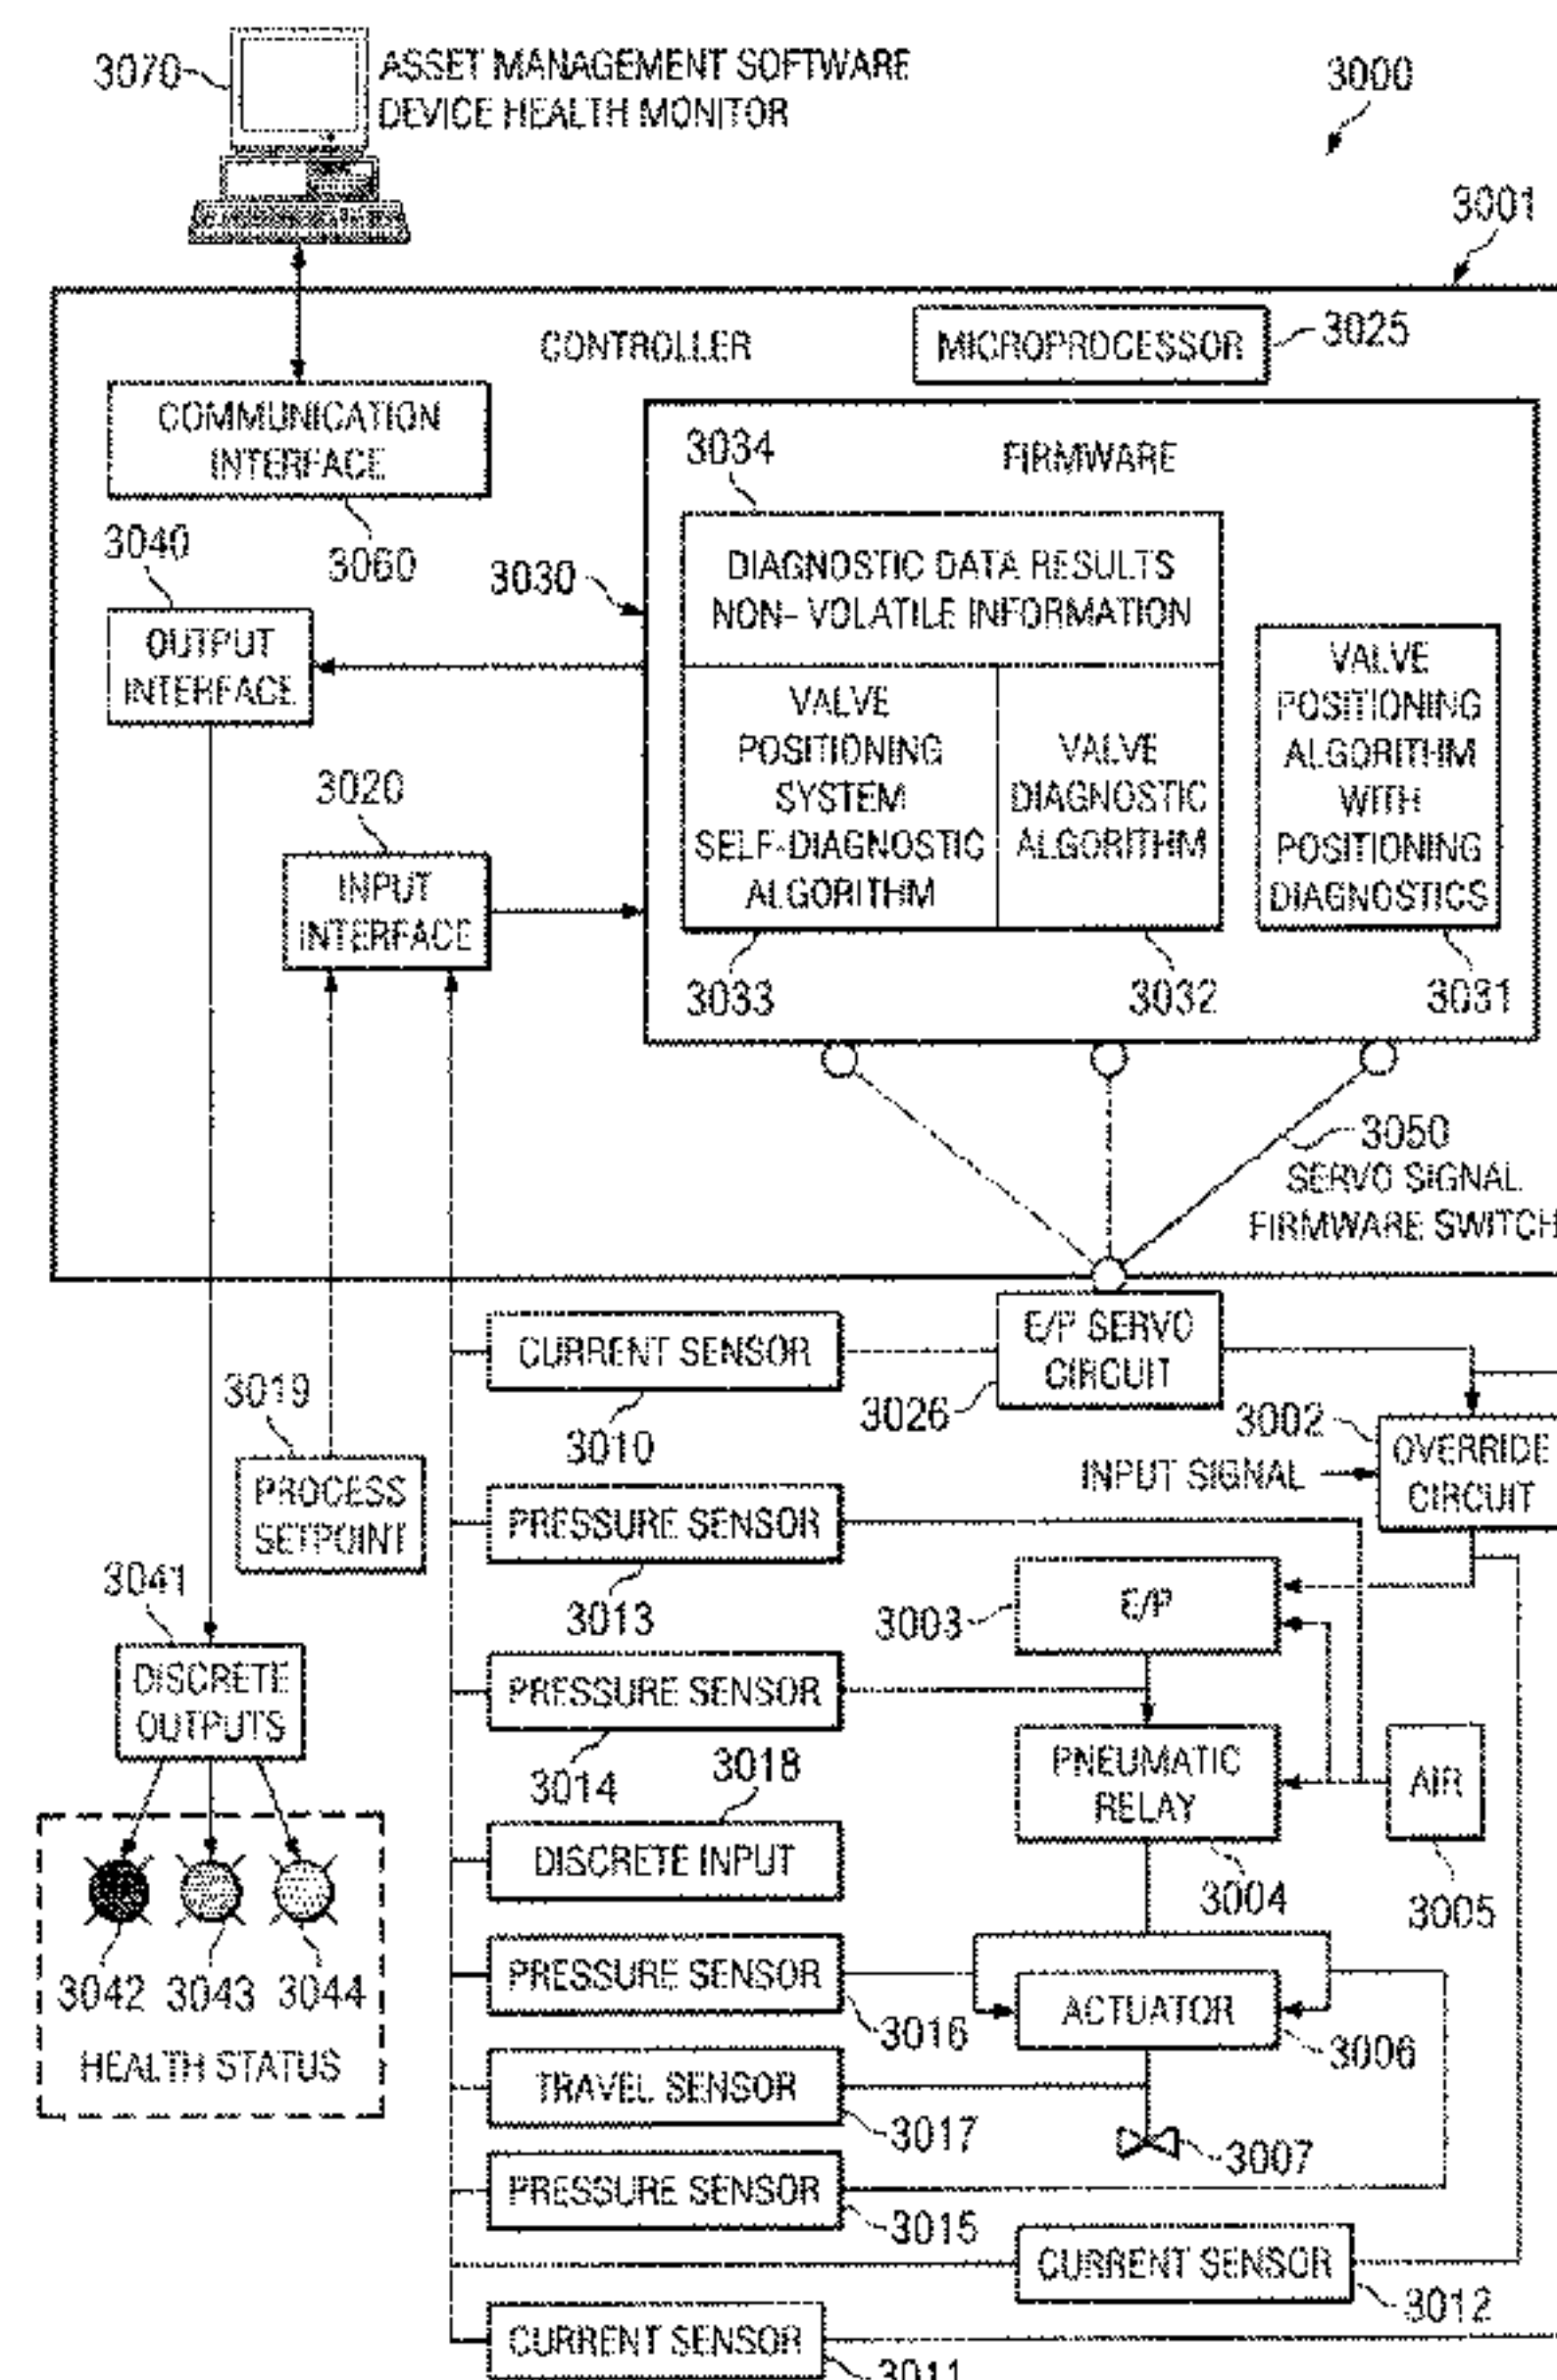 3070
ASSET MANAGEMENT SOFTWARE
DEVICE HEALTH MONITOR
3000
3001
CONTROLLER
MICROPROCESSOR
3025
COMMUNICATION
INTERFACE
3060
3034
FIRMWARE
3040
3030
DIAGNOSTIC DATA RESULTS
NON- VOLATILE INFORMATION
OUTPUT
INTERFACE
VALVE
POSITIONING
SYSTEM
SELF-DIAGNOSTIC
ALGORITHM
VALVE
DIAGNOSTIC
ALGORITHM
VALVE
POSITIONING
ALGORITHM
WITH
POSITIONING
DIAGNOSTICS
3020
INPUT
INTERFACE
3033
3032
3031
3050
SERVO SIGNAL
FIRMWARE SWITCH
CURRENT SENSOR
3010
E/P SERVO
CIRCUIT
3026
3019
PROCESS
SETPOINT
3002
INPUT SIGNAL
OVERRIDE
CIRCUIT
PRESSURE SENSOR
3013
E/P
3003
3041
DISCRETE
OUTPUTS
PRESSURE SENSOR
3014
PNEUMATIC
RELAY
3004
AIR
3005
3018
DISCRETE INPUT
3042 3043 3044
HEALTH STATUS
PRESSURE SENSOR
3016
ACTUATOR
3006
TRAVEL SENSOR
3017
3007
PRESSURE SENSOR
3015
CURRENT SENSOR
3012
CURRENT SENSOR
3011